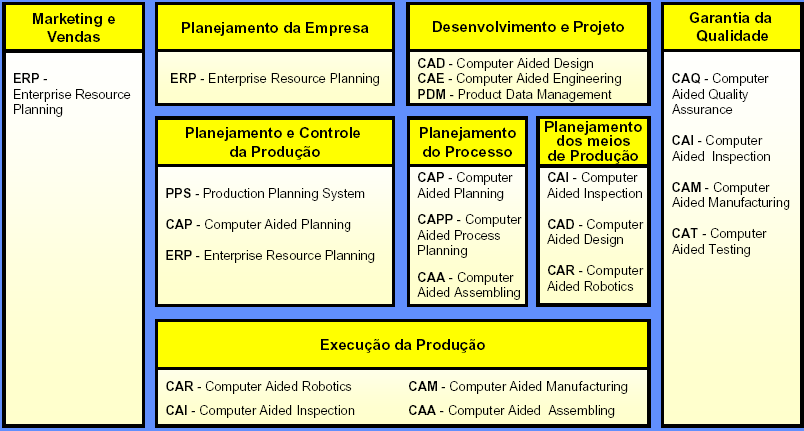 Marketing e
Vendas
ERP -
Enterprise Resource
Planning
Planejamento da Empresa
ERP - Enterprise Resource Planning
Desenvolvimento e Projeto
CAD - Computer Aided Design
CAE - Computer Aided Engineering
PDM - Product Data Management
Garantia da
Qualidade
CAQ - Computer
Aided Quality
Assurance
CAI - Computer
Aided Inspection
CAM - Computer
Aided Manufacturing
CAT - Computer
Aided Testing
Planejamento e Controle
da Produção
PPS - Production Planning System
CAP - Computer Aided Planning
ERP - Enterprise Resource Planning
Planejamento
do Processo
CAP - Computer
Aided Planning
CAPP - Computer
Aided Process
Planning
CAA - Computer
Aided Assembling
Planejamento
dos meios
de Produção
CAI - Computer
Aided Inspection
CAD - Computer
Aided Design
CAR - Computer
Aided Robotics
Execução da Produção
CAR - Computer Aided Robotics
CAI - Computer Aided Inspection
CAM - Computer Aided Manufacturing
CAA - Computer Aided Assembling